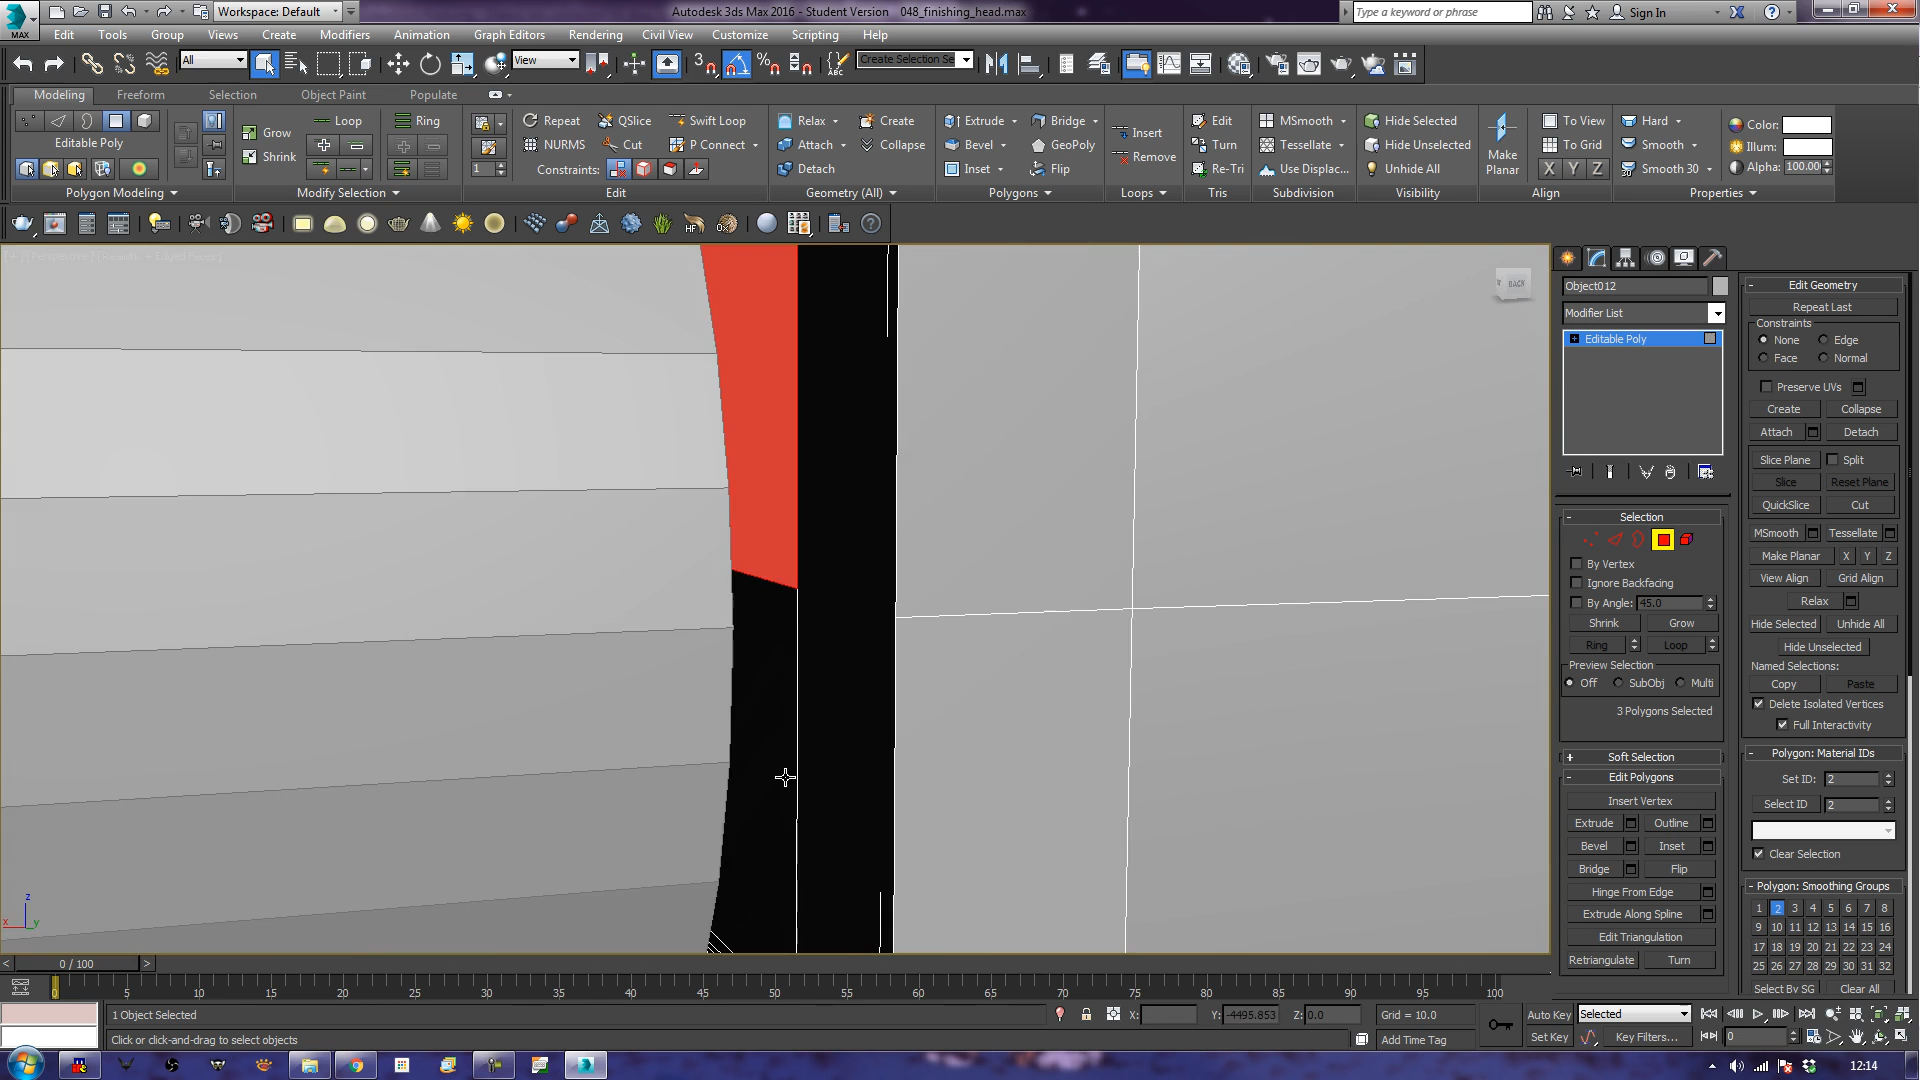 MAX
Workspace: Default
Autodesk 3ds Max 2016 - Student Version 048_finishing_head.max
Type a keyword or phrase
Sign In
Edit Tools Group Views Create Modifiers Animation Graph Editors Rendering Civil View Customize Scripting Help
All
View
3
ABC
Create Selection Se
Modeling Freeform Selection Object Paint Populate
Edit Poly
Polygon Modeling
Grow
Shrink
Loop
Ring
Modify Selection
1
Repeat QSlice Swift Loop
NURMS Cut P Connect
Constraints:
Edit
Relax Create
Attach Collapse
Detach
Geometry (All)
Extrude Bridge
Bevel GeoPoly
Inset Flip
Polygons
Insert
Remove
Loops
Edit
Turn
Re-Tri
Tris
MSmooth
Tessellate
Use Displac...
Subdivision
Hide Selected
Hide Unselected
Unhide All
Visibility
Make
Planar
To View
To Grid
X Y Z
Align
Hard
Smooth
Smooth 30
Color:
Illum:
Alpha: 100.00
Properties
BACK
z
x
y
Object012
Modifier List
Editable Poly
Selection
By Vertex
Ignore Backfacing
By Angle: 45.0
Shrink Grow
Ring Loop
Preview Selection
Off SubObj Multi
3 Polygons Selected
Soft Selection
Edit Polygons
Insert Vertex
Extrude Outline
Bevel Inset
Bridge Flip
Hinge From Edge
Extrude Along Spline
Edit Triangulation
Retriangulate Turn
Edit Geometry
Repeat Last
Constraints
None Edge
Face Normal
Preserve UVs
Create Collapse
Attach Detach
Slice Plane Split
Slice Reset Plane
QuickSlice Cut
MSmooth Tessellate
Make Planar X Y Z
View Align Grid Align
Relax
Hide Selected Unhide All
Hide Unselected
Named Selections:
Copy Paste
Delete Isolated Vertices
Full Interactivity
Polygon: Material IDs
Set ID: 2
Select ID 2
Clear Selection
Polygon: Smoothing Groups
1 2 3 4 5 6 7 8
9 10 11 12 13 14 15 16
17 18 19 20 21 22 23 24
25 26 27 28 29 30 31 32
Select By SG Clear All
0 / 100
0 5 10 15 20 25 30 35 40 45 50 55 60 65 70 75 80 85 90 95 100
1 Object Selected
X: Y: -4495.853 Z: 0.0 Grid = 10.0
Click or click-and-drag to select objects
Add Time Tag
Auto Key Selected
Set Key Key Filters...
0
12:14